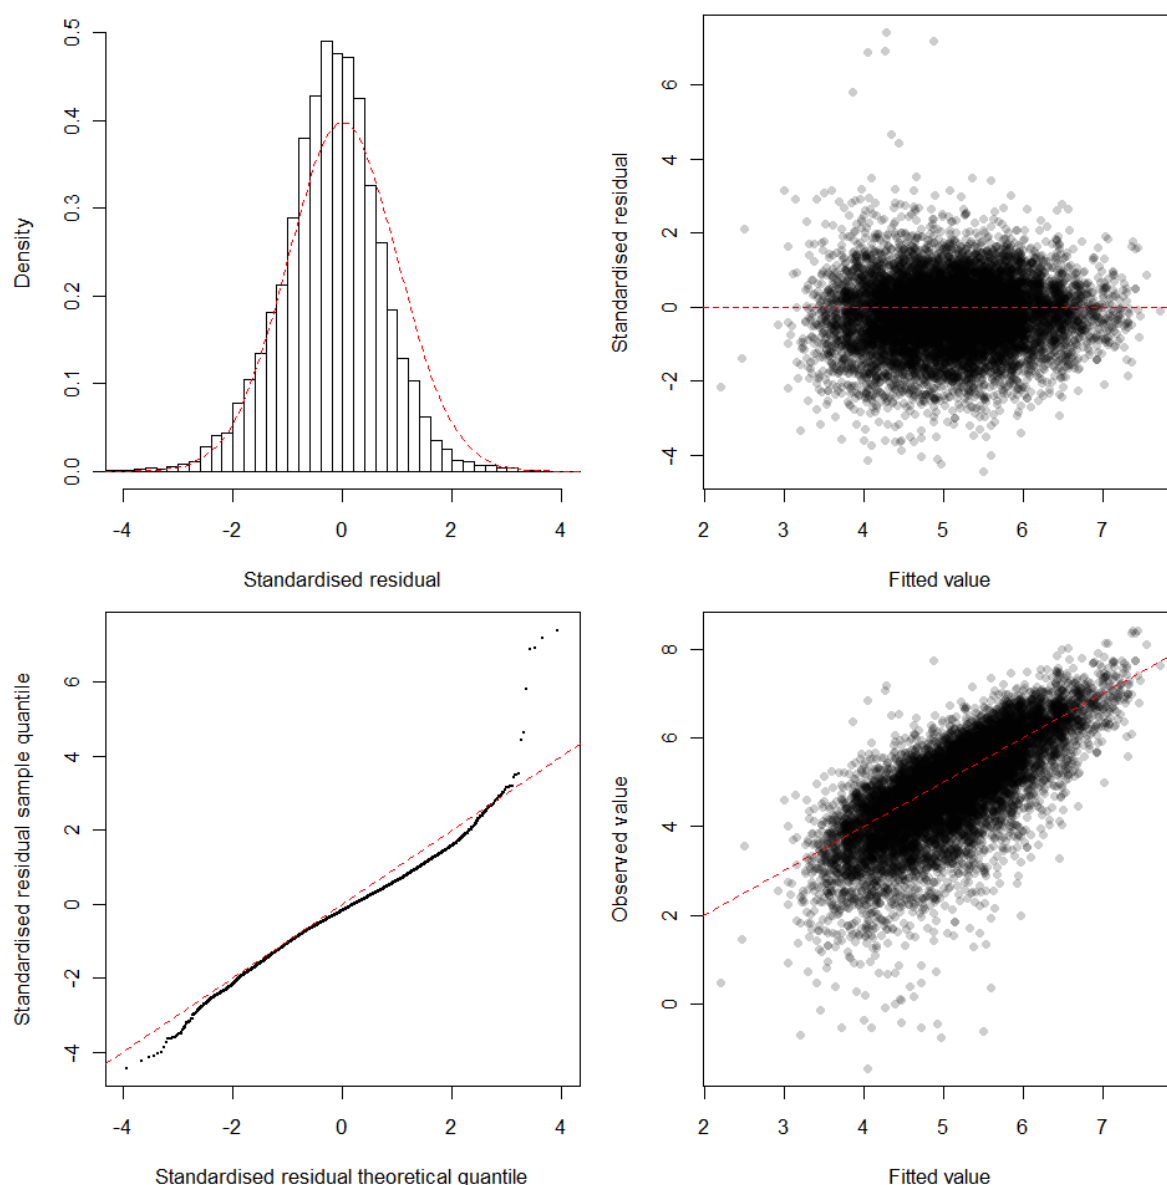 Density
0.0 0.1 0.2 0.3 0.4 0.5
-4 -2 0 2 4
Standardised residual
Standardised residual
-4 -2 0 2 4 6
2 3 4 5 6 7
Fitted value
Standardised residual sample quantile
-4 -2 0 2 4 6
-4 -2 0 2 4
Standardised residual theoretical quantile
Observed value
0 2 4 6 8
2 3 4 5 6 7
Fitted value